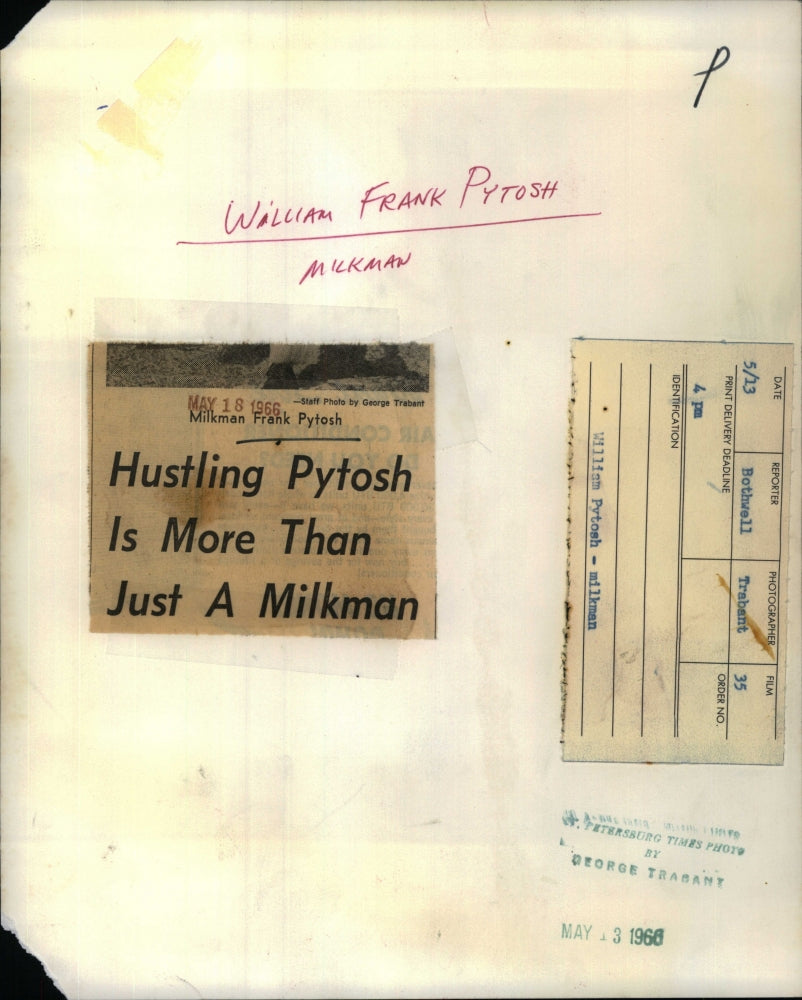 P
WILLIAM FRANK PYTOSH
MILKMAN
—Staff Photo by George Trabant
MAY 18 1966
Milkman Frank Pytosh
Hustling Pytosh
Is More Than
Just A Milkman
DATE REPORTER PHOTOGRAPHER FILM
5/13 Bothwell Trabant 35
PRINT DELIVERY DEADLINE ORDER NO.
4 pm
IDENTIFICATION
William Pytosh - milkman
ST. PETERSBURG TIMES PHOTO
BY
GEORGE TRABANT
MAY 13 1966